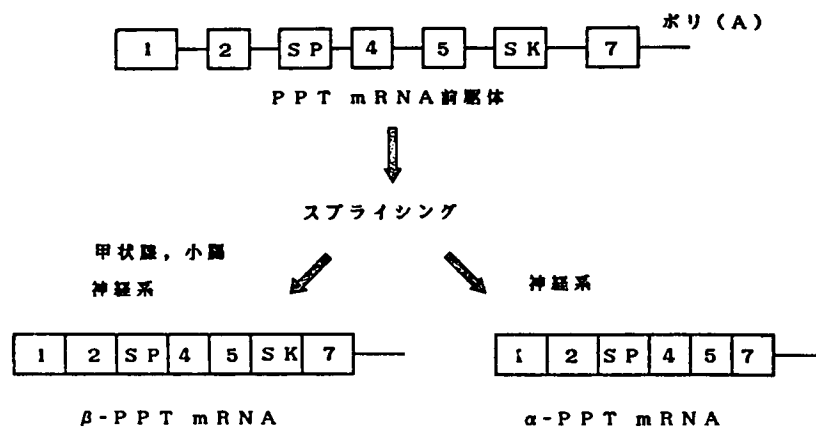 ポリ(A)
1 2 SP 4 5 SK 7
PPT mRNA前駆体
スプライシング
甲状腺,小腸
神経系
神経系
1 2 SP 4 5 SK 7
1 2 SP 4 5 7
β-PPT mRNA
α-PPT mRNA